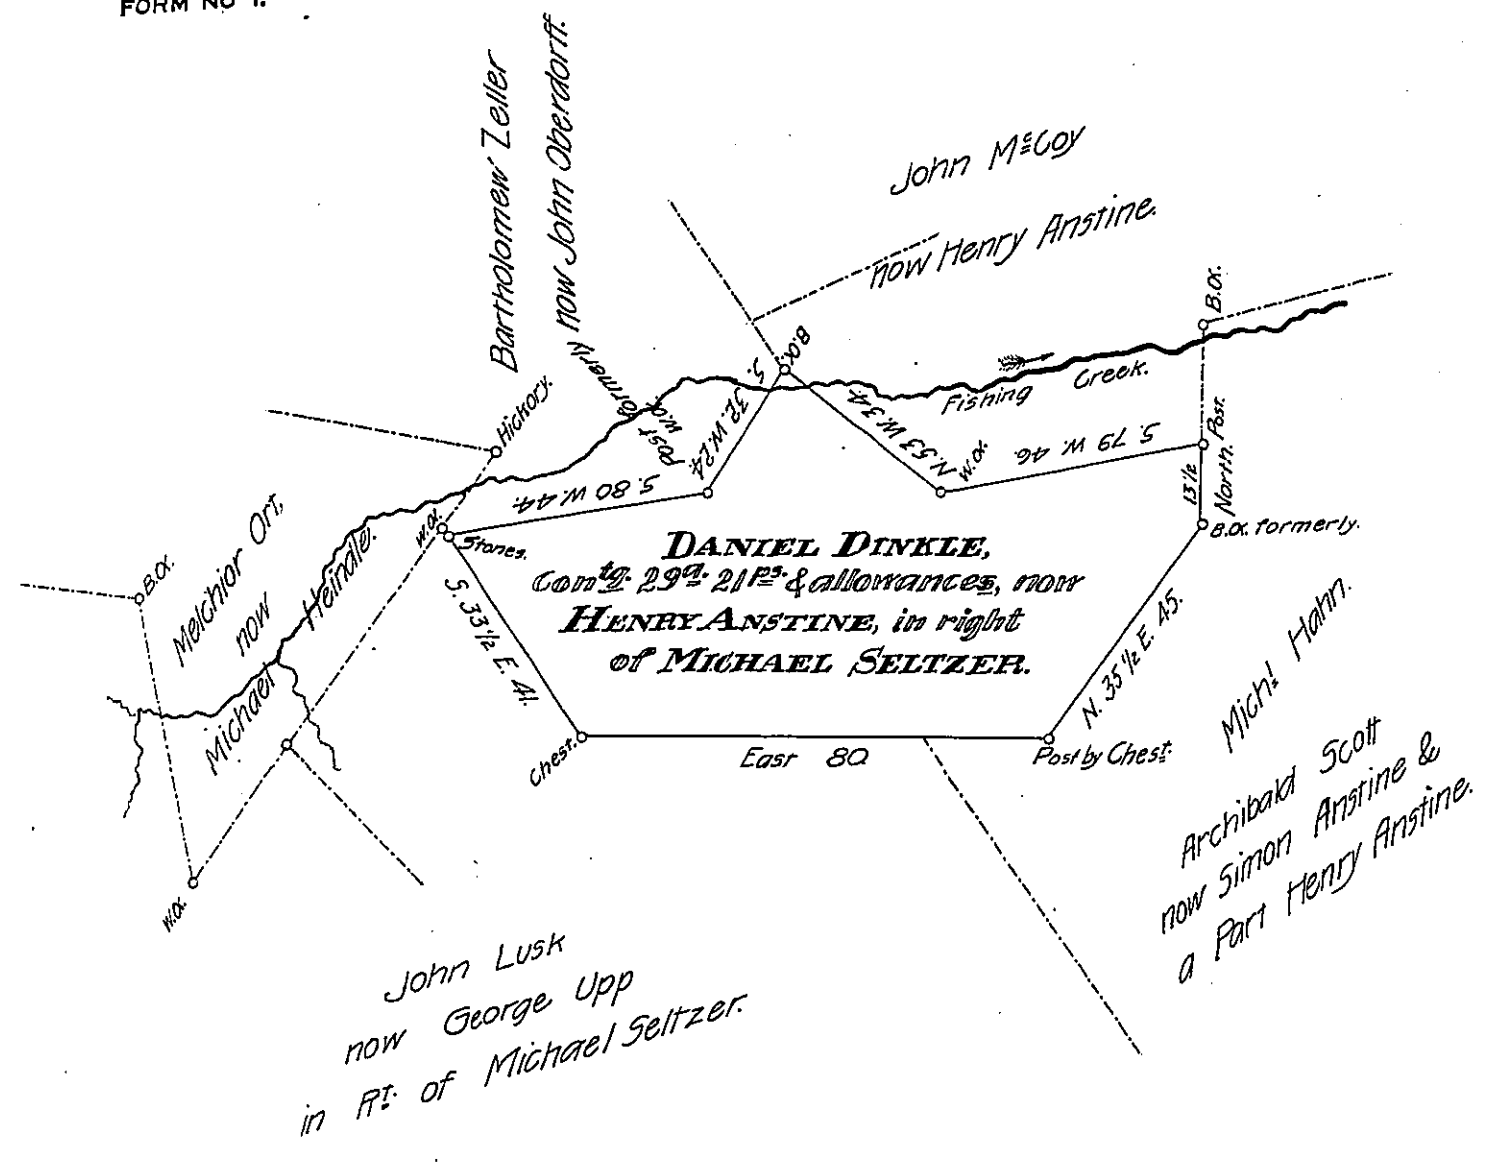 FORM NO 1.
Bartholomew Zeller
now John Oberdorff.
John McCoy
now Henry Anstine.
B.O.
Hickory.
formerly
post
w.o.
B.O's.
S. 32. W. 24.
N. 53 W. 34.
W.O.
Fishing Creek.
S. 79 W. 46.
Post.
North.
13 1/2
B.O. formerly.
S. 80 W. 44.
W.O.
Stones.
B.O.
Melchior Ort,
now
Michael Heindle.
DANIEL DINKLE,
Contg. 29a. 21ps. & allowances, now
HENRY ANSTINE, in right
of MICHAEL SELTZER.
S. 33 1/2 E. 41.
N. 35 1/2 E. 45.
Chest.
East 80
Post by Chest.
Michl. Hahn.
Archibald Scott
now Simon Anstine &
a Part Henry Anstine.
W.O.
John Lusk
now George Upp
in Rt. of Michael Seltzer.